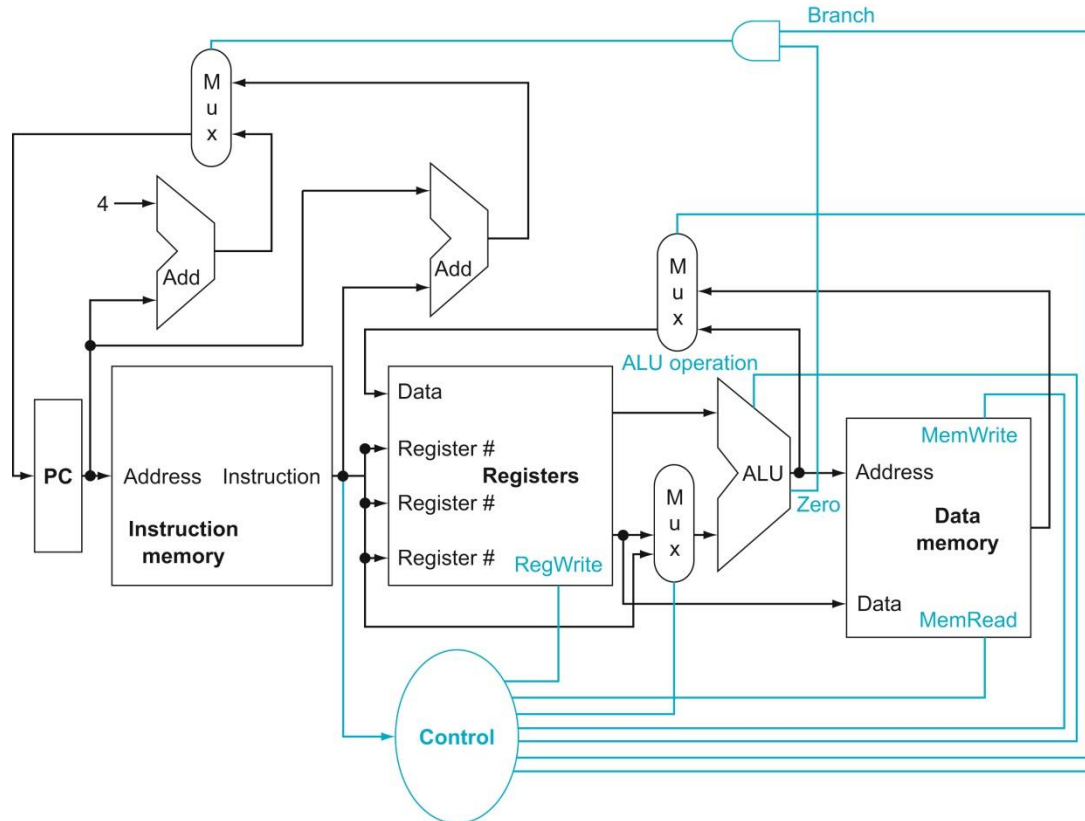 Branch
M
u
x
4
Add
Add
M
u
x
ALU operation
Data
Register #
Registers
Register #
Register #
RegWrite
PC
Address
Instruction
Instruction
memory
M
u
x
ALU
Zero
MemWrite
Address
Data
memory
Data
MemRead
Control